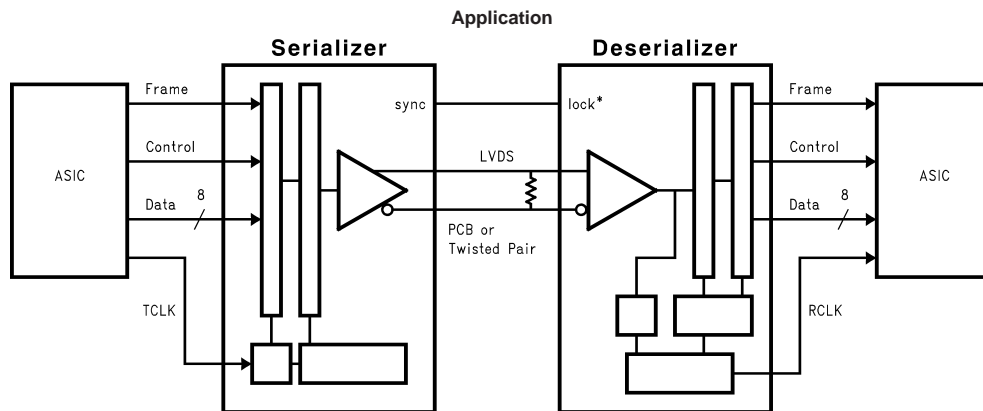 Application
Serializer
Deserializer
Frame
sync
lock*
Frame
Control
LVDS
Control
ASIC
ASIC
Data
8
Data
8
PCB or
Twisted Pair
TCLK
RCLK